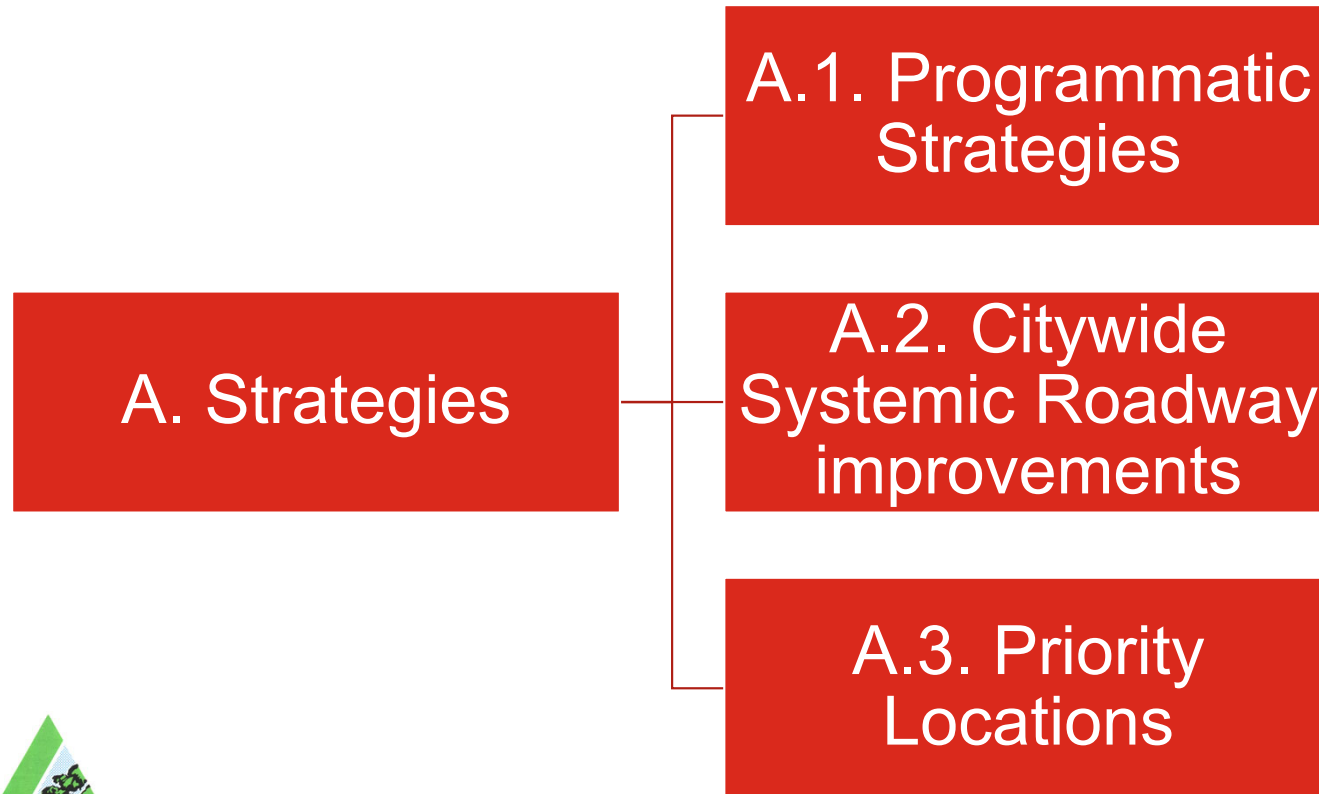 A. Strategies
A.1. Programmatic
Strategies
A.2. Citywide
Systemic Roadway
improvements
A.3. Priority
Locations